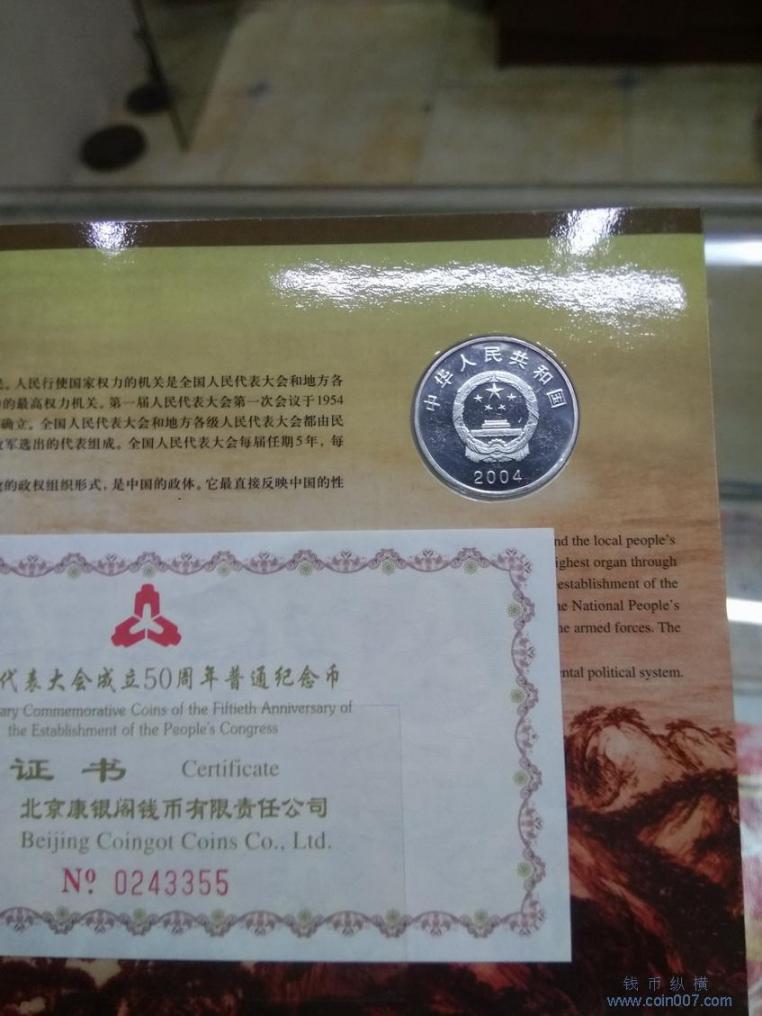 。人民行使国家权力的机关是全国人民代表大会和地方各
的最高权力机关。第一届人民代表大会第一次会议于1954
确立。全国人民代表大会和地方各级人民代表大会都由民
军选出的代表组成。全国人民代表大会每届任期5年，每
的政权组织形式，是中国的政体。它最直接反映中国的性
中华人民共和国
2004
nd the local people's
ighest organ through
establishment of the
he National People's
he armed forces. The
ntal political system.
代表大会成立50周年普通纪念币
ary Commemorative Coins of the Fiftieth Anniversary of
the Establishment of the People's Congress
证书 Certificate
北京康银阁钱币有限责任公司
Beijing Coingot Coins Co., Ltd.
Nº 0243355
钱币纵横
www.coin007.com